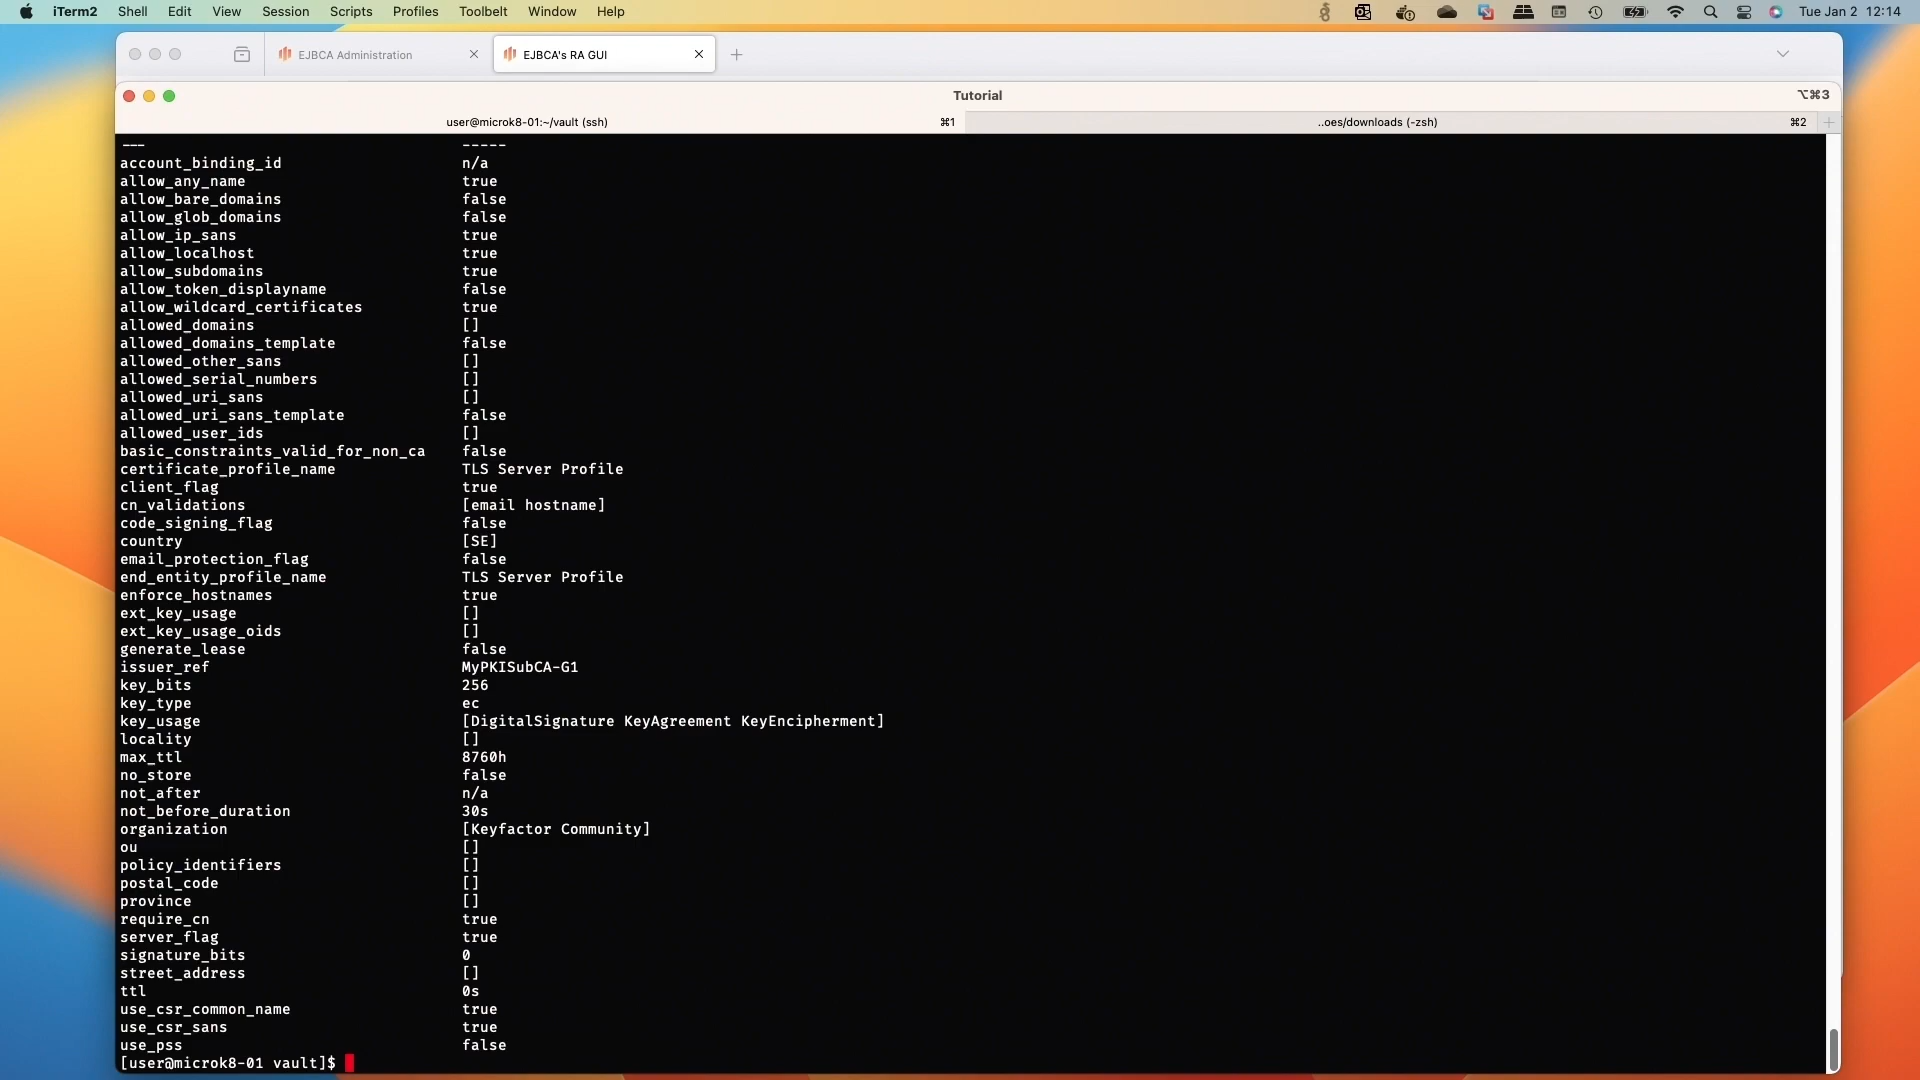 iTerm2 Shell Edit View Session Scripts Profiles Toolbelt Window Help Tue Jan 2 12:14
EJBCA Administration
EJBCA's RA GUI
Tutorial
⌥⌘3
user@microk8-01:~/vault (ssh) ⌘1
..oes/downloads (-zsh) ⌘2
--- -----
account_binding_id n/a
allow_any_name true
allow_bare_domains false
allow_glob_domains false
allow_ip_sans true
allow_localhost true
allow_subdomains true
allow_token_displayname false
allow_wildcard_certificates true
allowed_domains []
allowed_domains_template false
allowed_other_sans []
allowed_serial_numbers []
allowed_uri_sans []
allowed_uri_sans_template false
allowed_user_ids []
basic_constraints_valid_for_non_ca false
certificate_profile_name TLS Server Profile
client_flag true
cn_validations [email hostname]
code_signing_flag false
country [SE]
email_protection_flag false
end_entity_profile_name TLS Server Profile
enforce_hostnames true
ext_key_usage []
ext_key_usage_oids []
generate_lease false
issuer_ref MyPKISubCA-G1
key_bits 256
key_type ec
key_usage [DigitalSignature KeyAgreement KeyEncipherment]
locality []
max_ttl 8760h
no_store false
not_after n/a
not_before_duration 30s
organization [Keyfactor Community]
ou []
policy_identifiers []
postal_code []
province []
require_cn true
server_flag true
signature_bits 0
street_address []
ttl 0s
use_csr_common_name true
use_csr_sans true
use_pss false
[user@microk8-01 vault]$